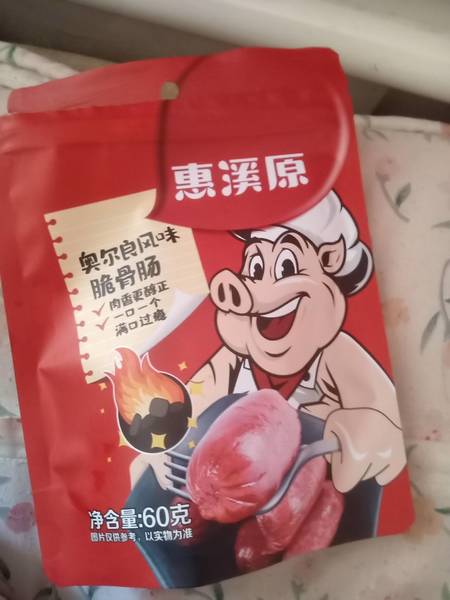 惠溪原
奥尔良风味
脆骨肠
✓肉香更醇正
✓一口一个
满口过瘾
净含量:60克
图片仅供参考，以实物为准